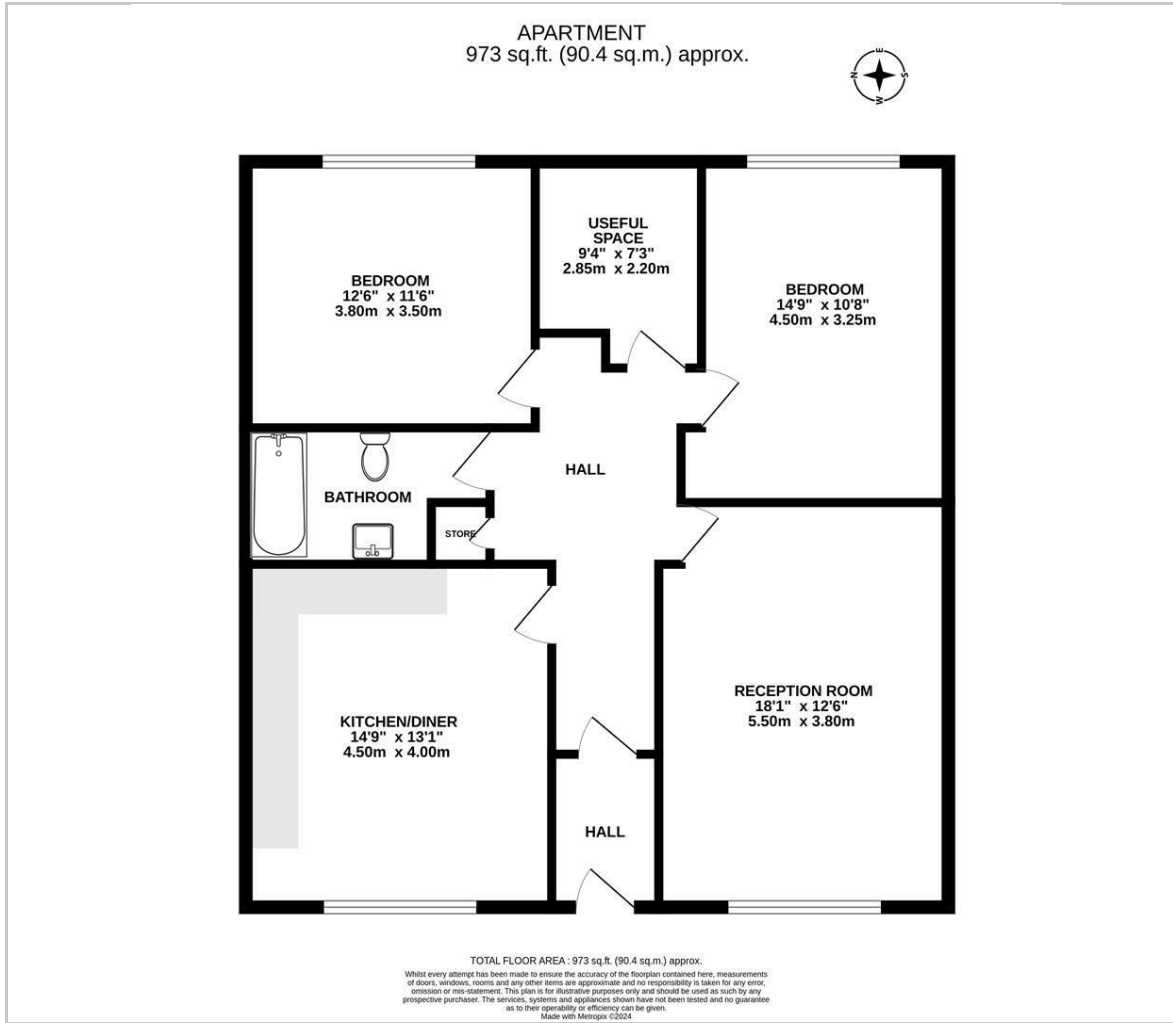 APARTMENT
973 sq.ft. (90.4 sq.m.) approx.
E
N
S
W
USEFUL
SPACE
9'4" x 7'3"
2.85m x 2.20m
BEDROOM
12'6" x 11'6"
3.80m x 3.50m
BEDROOM
14'9" x 10'8"
4.50m x 3.25m
HALL
BATHROOM
STORE
RECEPTION ROOM
18'1" x 12'6"
5.50m x 3.80m
KITCHEN/DINER
14'9" x 13'1"
4.50m x 4.00m
HALL
TOTAL FLOOR AREA : 973 sq.ft. (90.4 sq.m.) approx.
Whilst every attempt has been made to ensure the accuracy of the floorplan contained here, measurements
of doors, windows, rooms and any other items are approximate and no responsibility is taken for any error,
omission or mis-statement. This plan is for illustrative purposes only and should be used as such by any
prospective purchaser. The services, systems and appliances shown have not been tested and no guarantee
as to their operability or efficiency can be given.
Made with Metropix ©2024